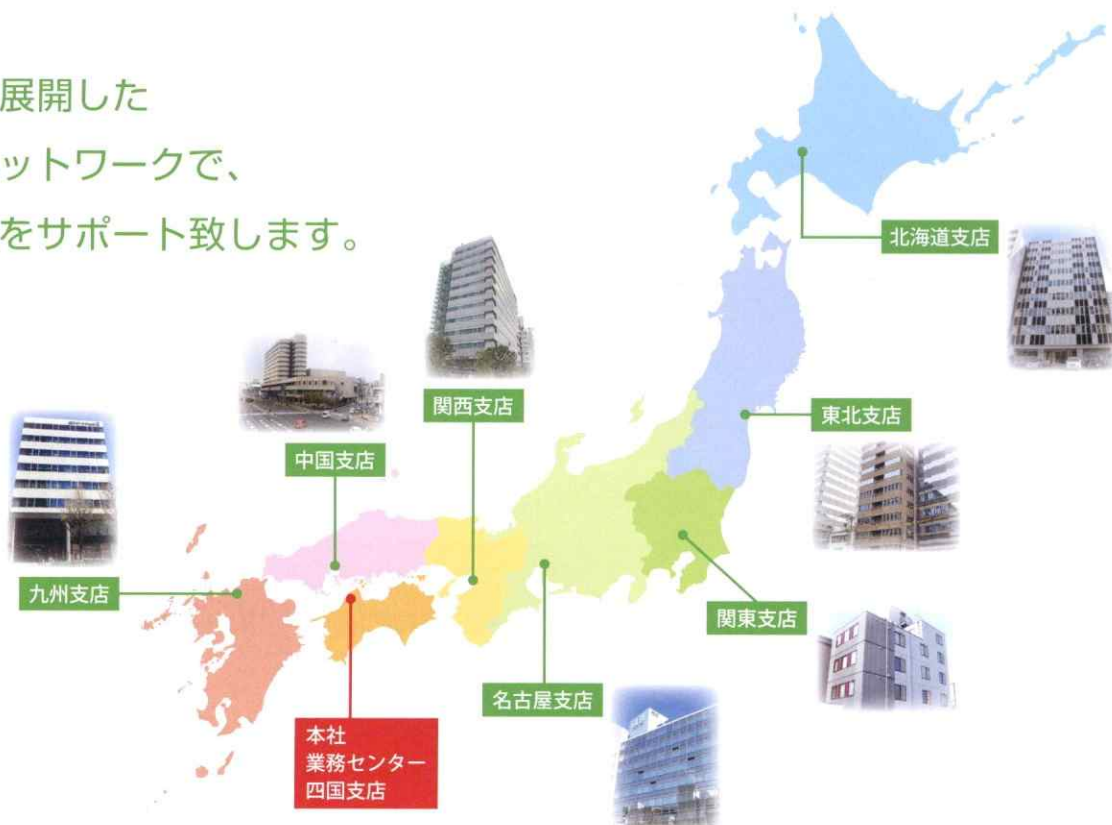 展開した
ットワークで、
をサポート致します。
北海道支店
関西支店
東北支店
中国支店
九州支店
関東支店
名古屋支店
本社
業務センター
四国支店